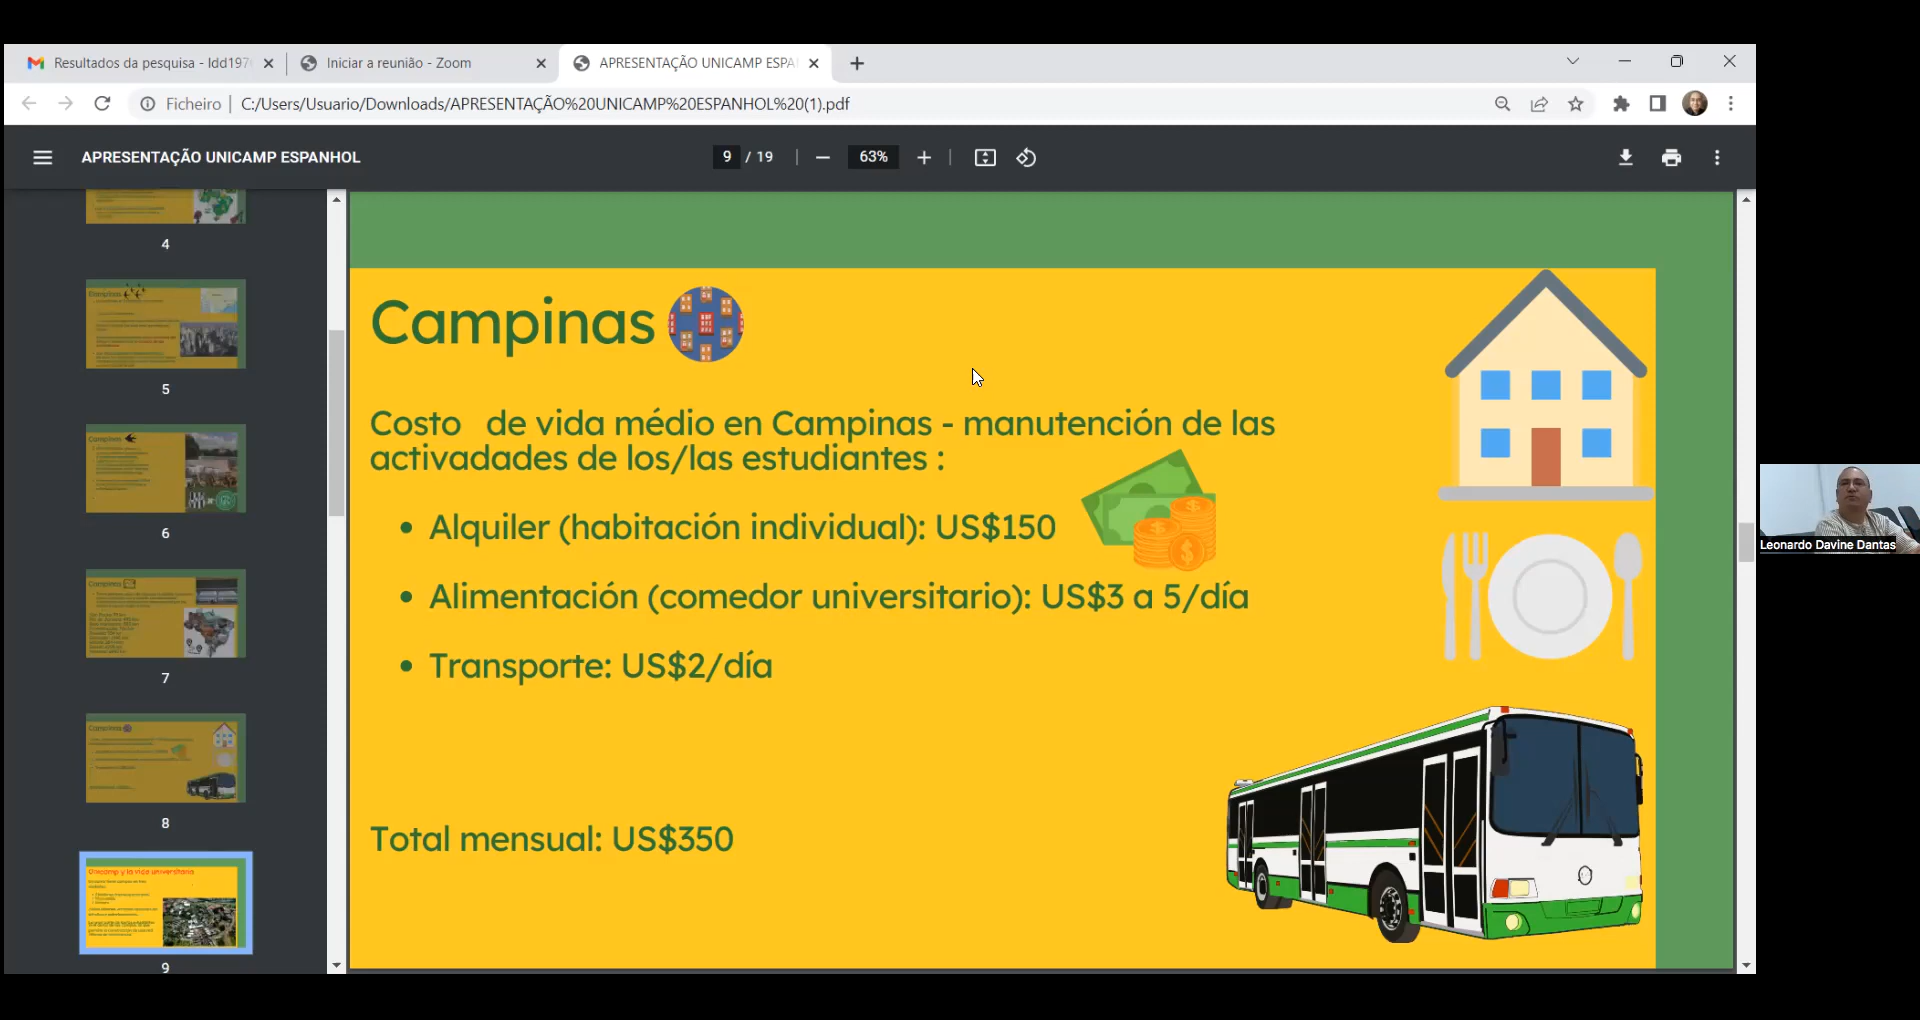 Resultados da pesquisa - ldd197
Iniciar a reunião - Zoom
APRESENTAÇÃO UNICAMP ESPA
Ficheiro
C:/Users/Usuario/Downloads/APRESENTAÇÃO%20UNICAMP%20ESPANHOL%20(1).pdf
APRESENTAÇÃO UNICAMP ESPANHOL
9 / 19
63%
4
5
6
7
8
9
Campinas
Costo de vida médio en Campinas - manutención de las
activadades de los/las estudiantes :
• Alquiler (habitación individual): US$150
• Alimentación (comedor universitario): US$3 a 5/día
• Transporte: US$2/día
Total mensual: US$350
Leonardo Davine Dantas